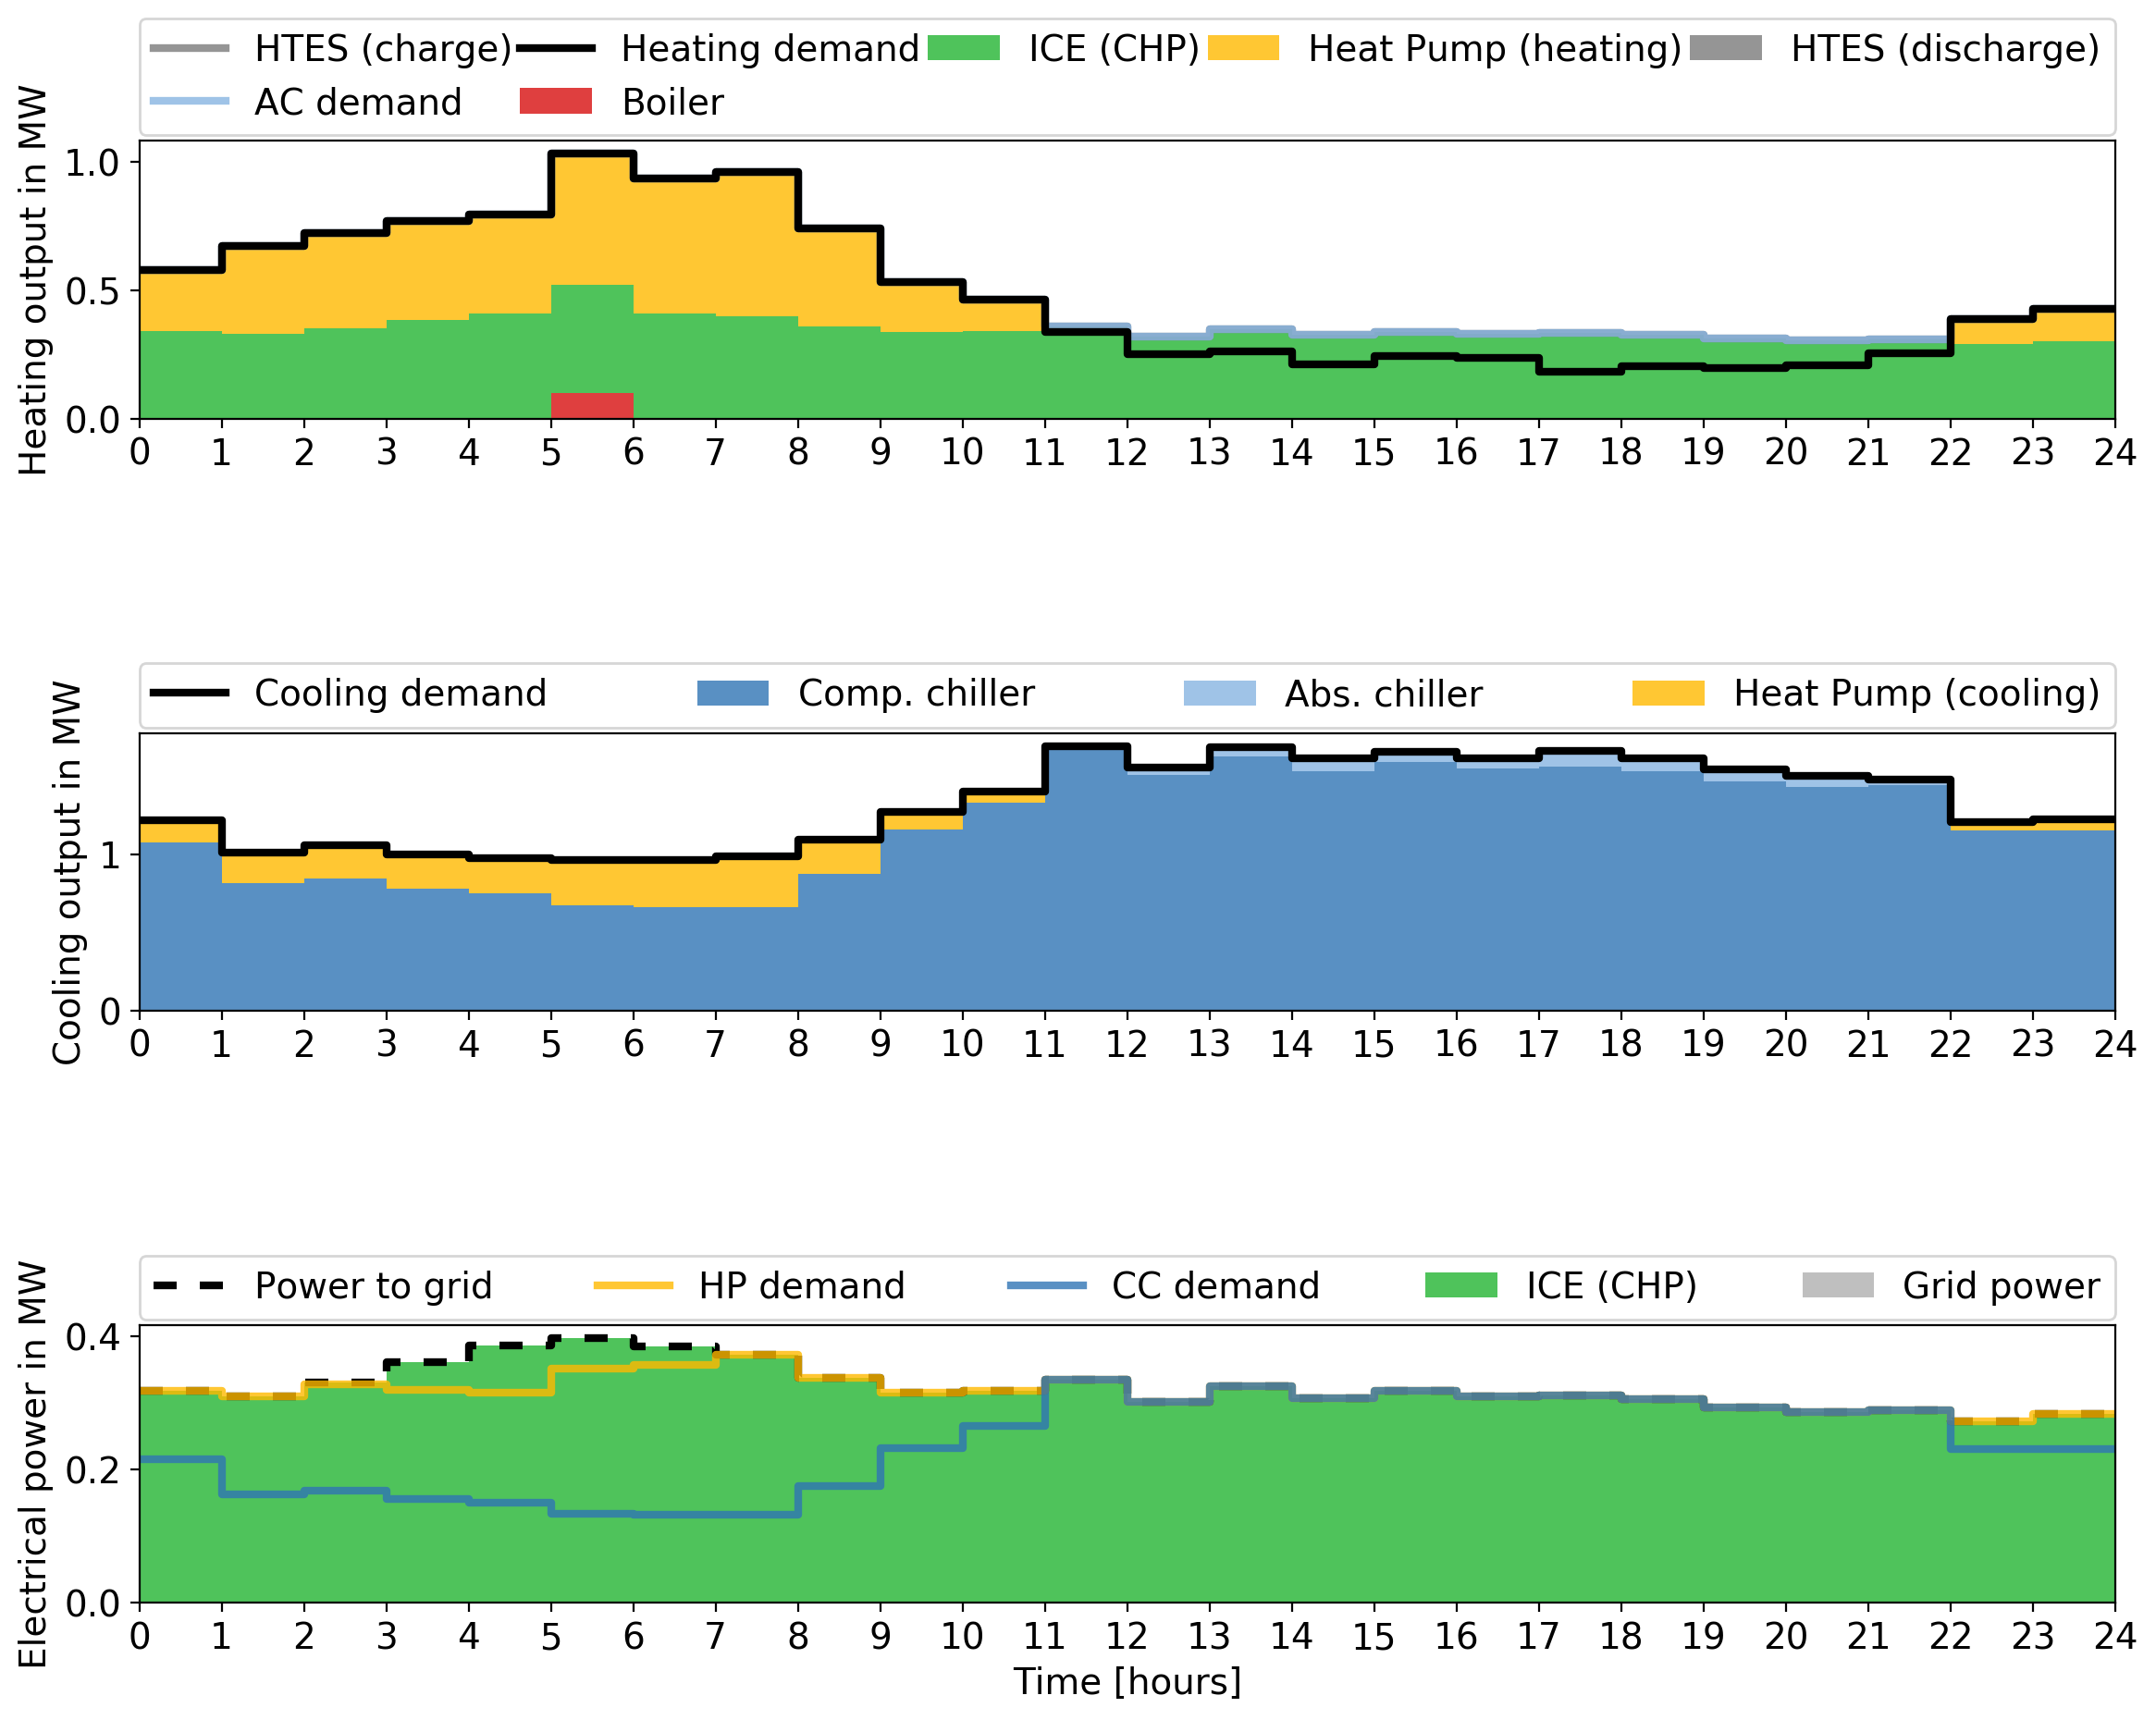 HTES (charge) Heating demand ICE (CHP) Heat Pump (heating) HTES (discharge)
AC demand Boiler
Heating output in MW
1.0
0.5
0.0
0 1 2 3 4 5 6 7 8 9 10 11 12 13 14 15 16 17 18 19 20 21 22 23 24
Cooling demand Comp. chiller Abs. chiller Heat Pump (cooling)
Cooling output in MW
1
0
0 1 2 3 4 5 6 7 8 9 10 11 12 13 14 15 16 17 18 19 20 21 22 23 24
Power to grid HP demand CC demand ICE (CHP) Grid power
Electrical power in MW
0.4
0.2
0.0
0 1 2 3 4 5 6 7 8 9 10 11 12 13 14 15 16 17 18 19 20 21 22 23 24
Time [hours]